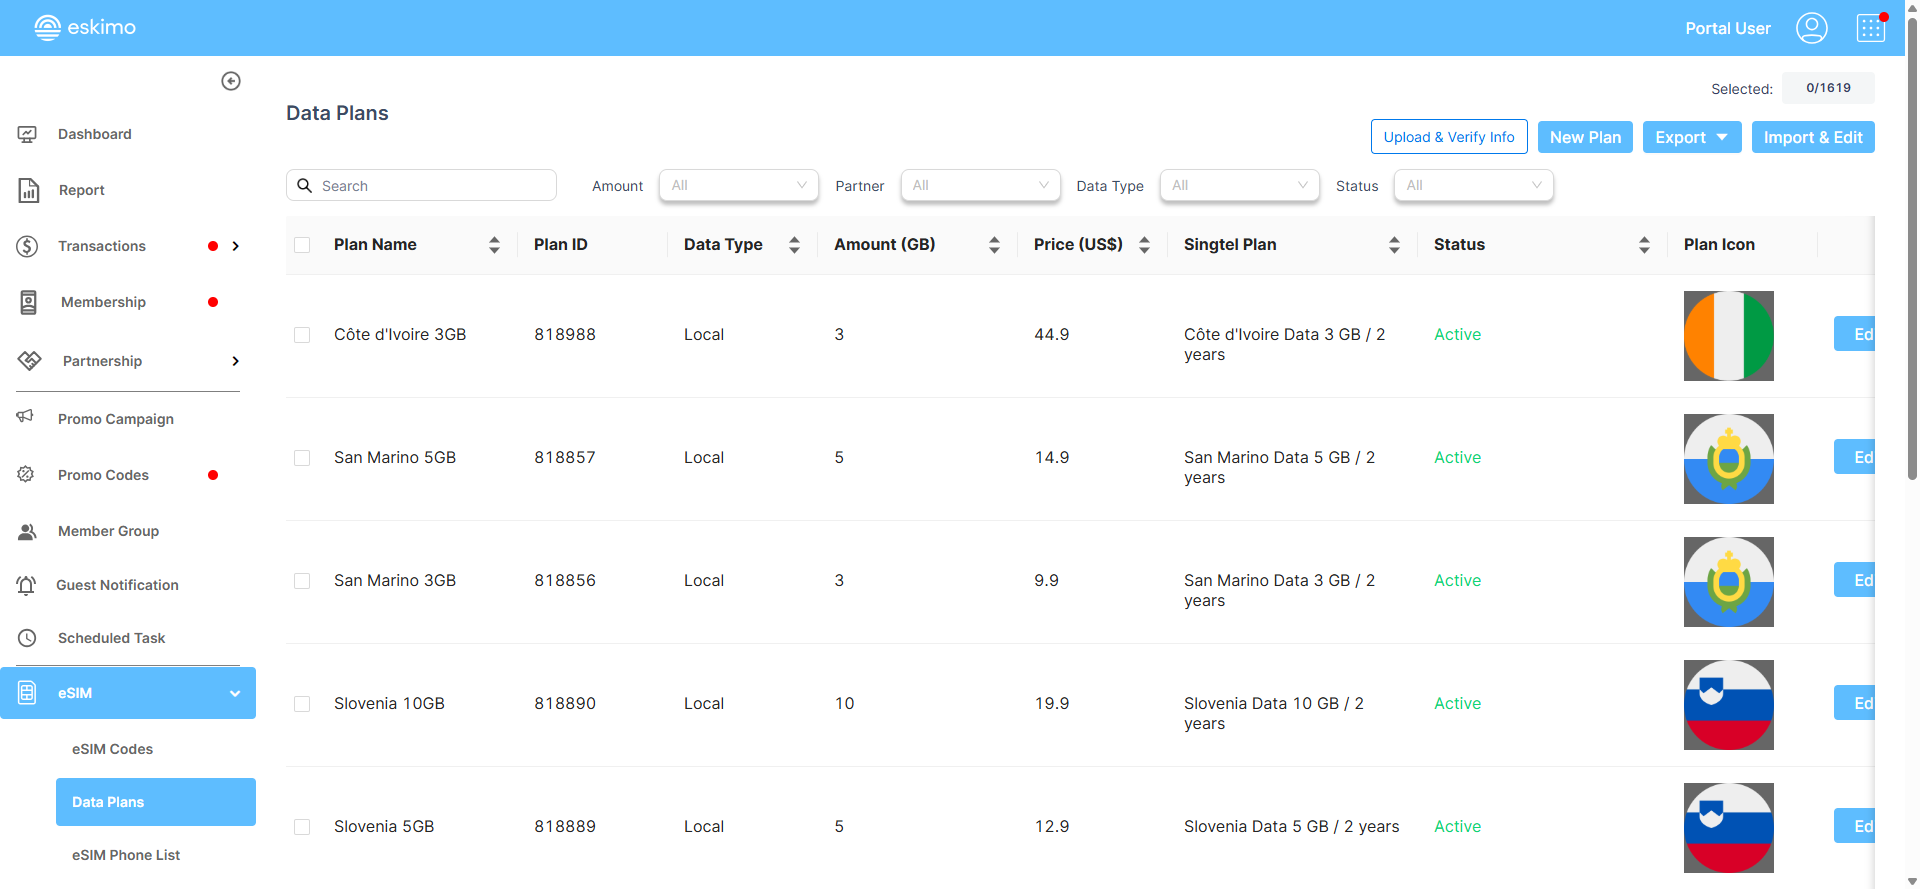 eskimo
Portal User
Selected: 0/1619
Data Plans
Upload & Verify Info
New Plan
Export
Import & Edit
Search
Amount All
Partner All
Data Type All
Status All
Dashboard
Report
Transactions
Membership
Partnership
Promo Campaign
Promo Codes
Member Group
Guest Notification
Scheduled Task
eSIM
eSIM Codes
Data Plans
eSIM Phone List
Plan Name Plan ID Data Type Amount (GB) Price (US$) Singtel Plan Status Plan Icon
Côte d'Ivoire 3GB 818988 Local 3 44.9 Côte d'Ivoire Data 3 GB / 2 Active Ed
years
San Marino 5GB 818857 Local 5 14.9 San Marino Data 5 GB / 2 Active Ed
years
San Marino 3GB 818856 Local 3 9.9 San Marino Data 3 GB / 2 Active Ed
years
Slovenia 10GB 818890 Local 10 19.9 Slovenia Data 10 GB / 2 Active Ed
years
Slovenia 5GB 818889 Local 5 12.9 Slovenia Data 5 GB / 2 years Active Ed